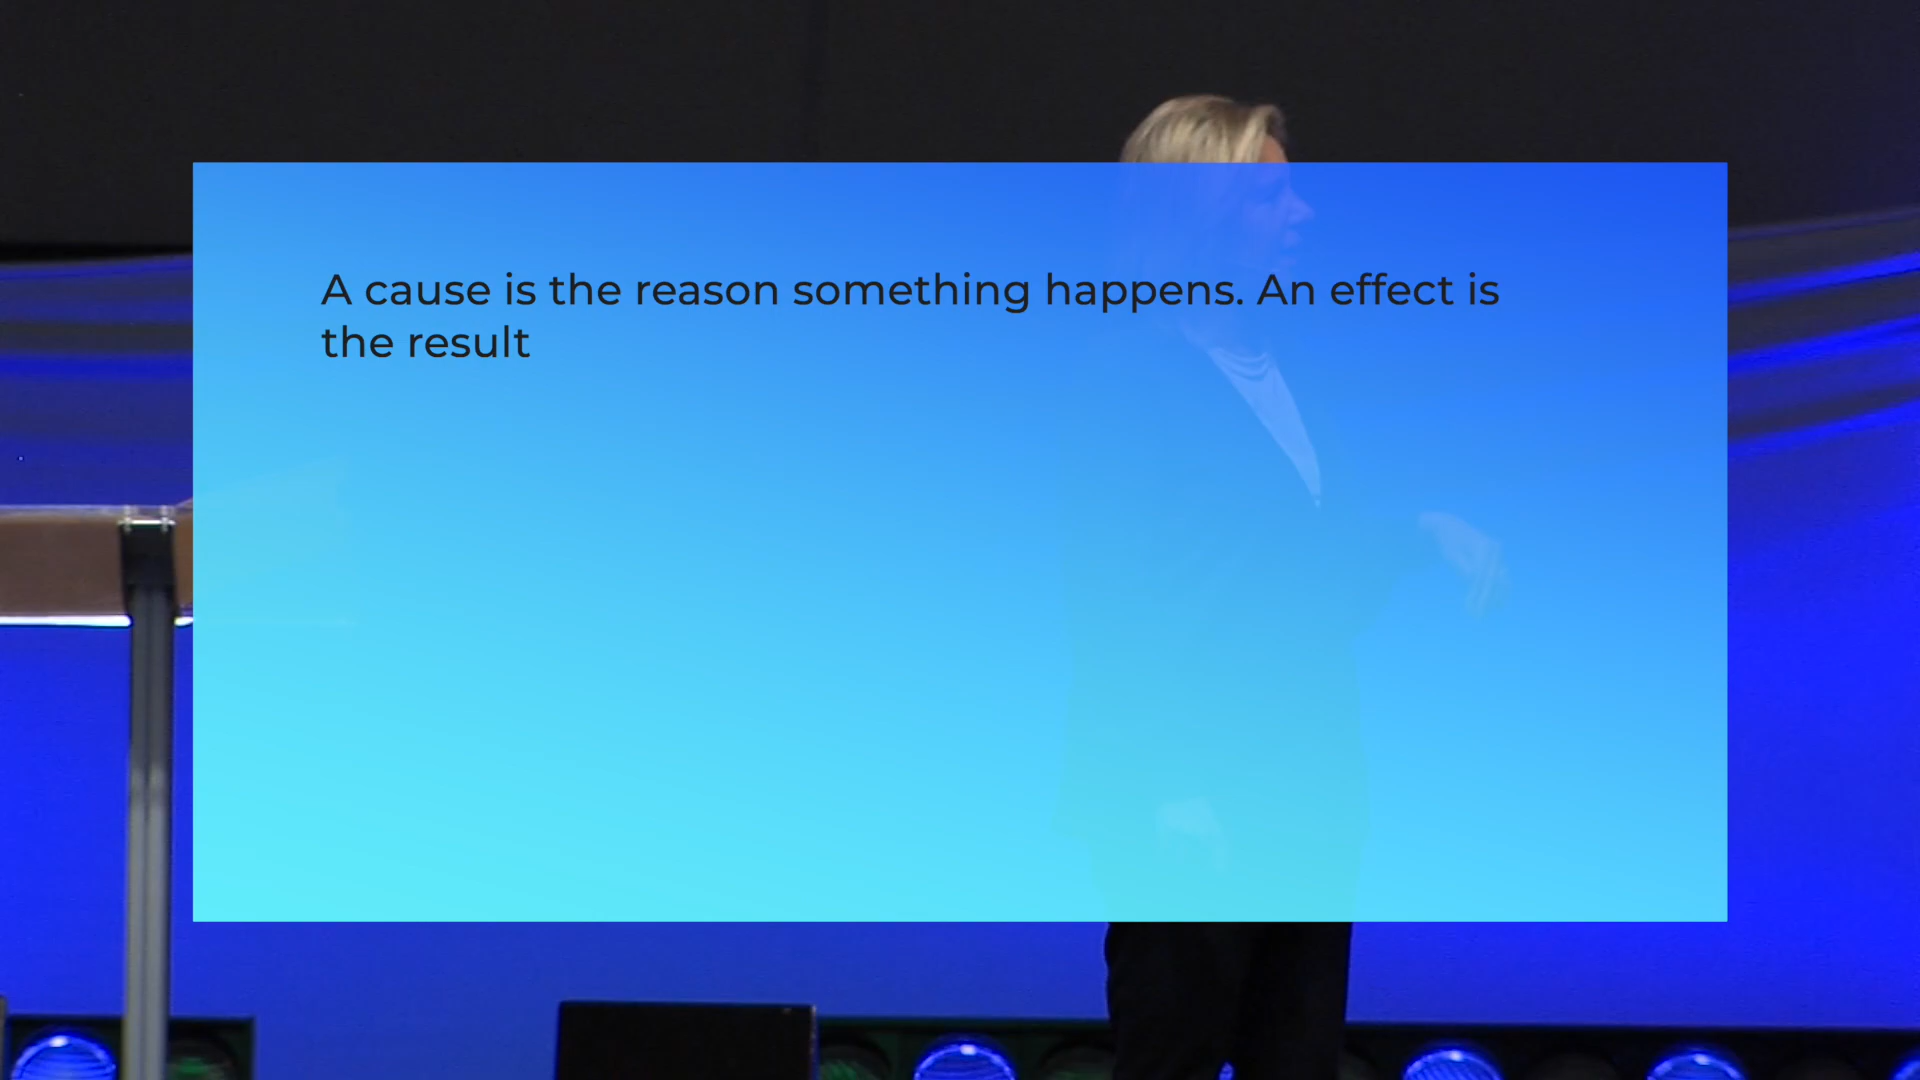 A cause is the reason something happens. An effect is
the result